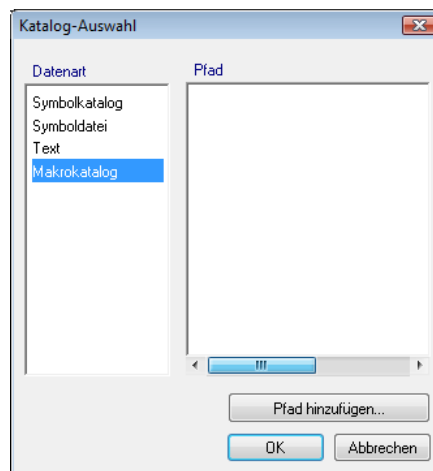 Katalog-Auswahl
Datenart
Pfad
Symbolkatalog
Symboldatei
Text
Makrokatalog
Pfad hinzufügen...
OK
Abbrechen